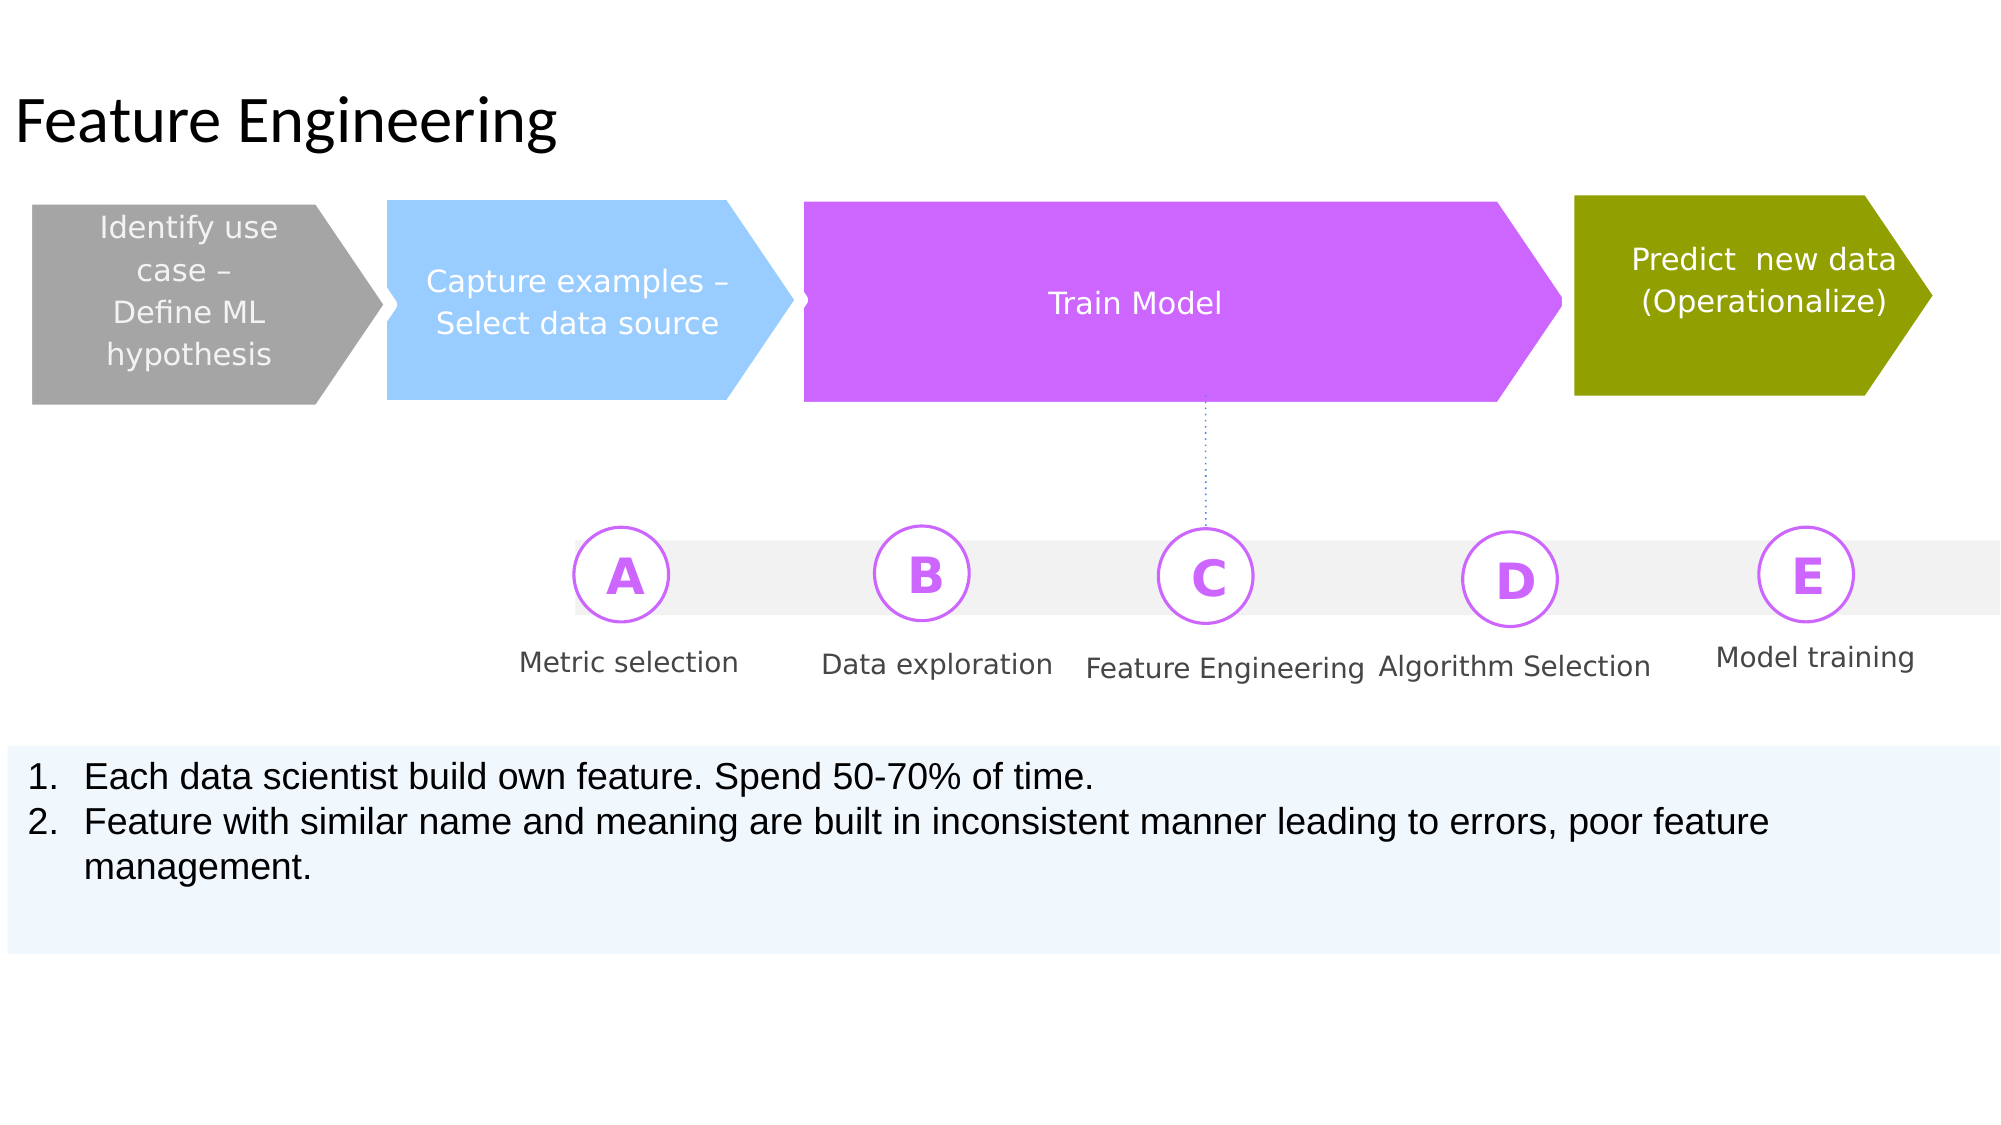 Feature Engineering
Identify use
case –
Define ML
hypothesis
Capture examples –
Select data source
Train Model
Predict  new data
(Operationalize)
A
B
C
D
E
Metric selection
Data exploration
Feature Engineering
Algorithm Selection
Model training
1. Each data scientist build own feature. Spend 50-70% of time.
2. Feature with similar name and meaning are built in inconsistent manner leading to errors, poor feature
management.